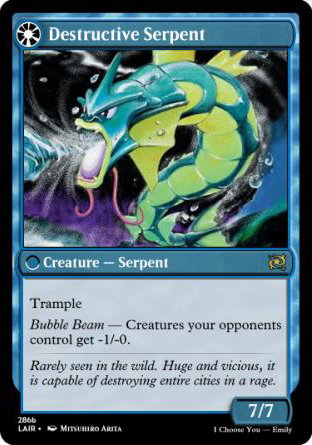 Destructive Serpent
Creature — Serpent
Trample
Bubble Beam — Creatures your opponents
control get -1/-0.
Rarely seen in the wild. Huge and vicious, it
is capable of destroying entire cities in a rage.
7/7
286b
LAIR • Mitsuhiro Arita
I Choose You — Emily